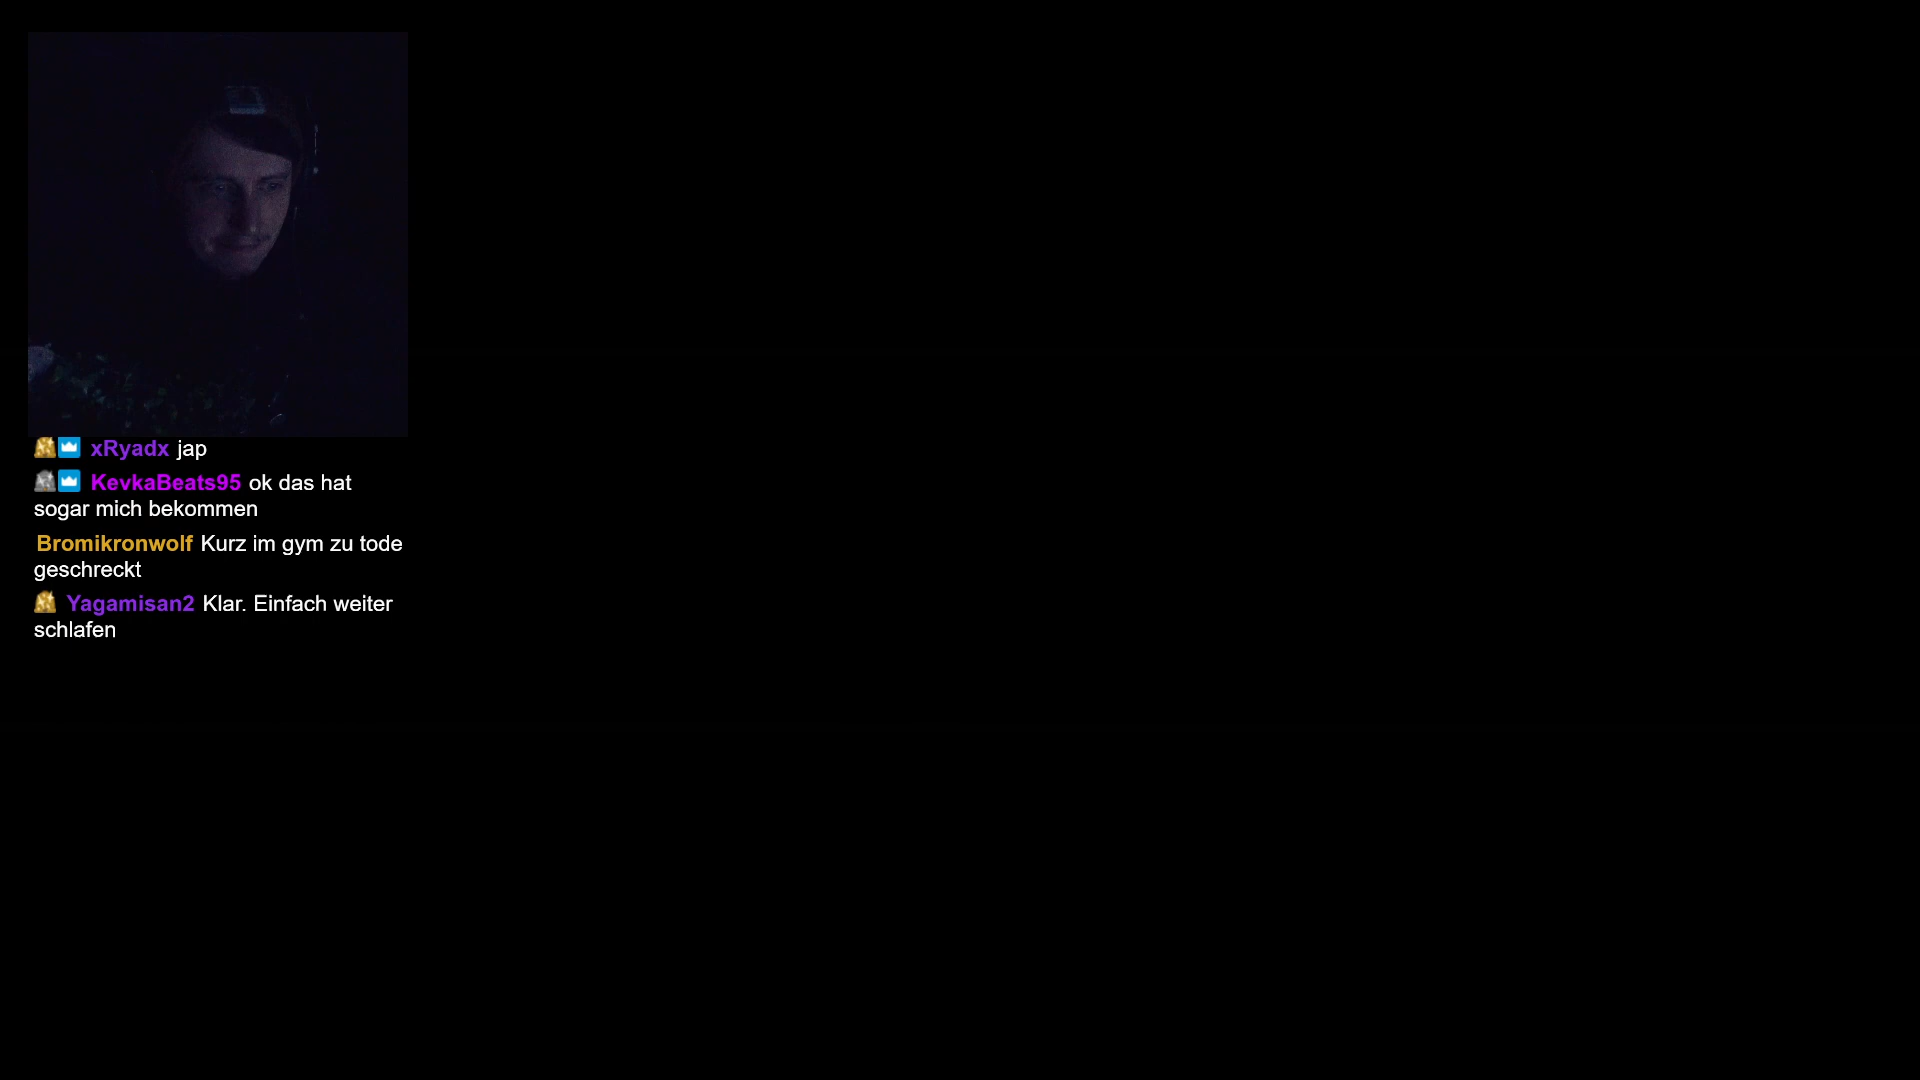 xRyadx jap
KevkaBeats95 ok das hat
sogar mich bekommen
Bromikronwolf Kurz im gym zu tode
geschreckt
Yagamisan2 Klar. Einfach weiter
schlafen